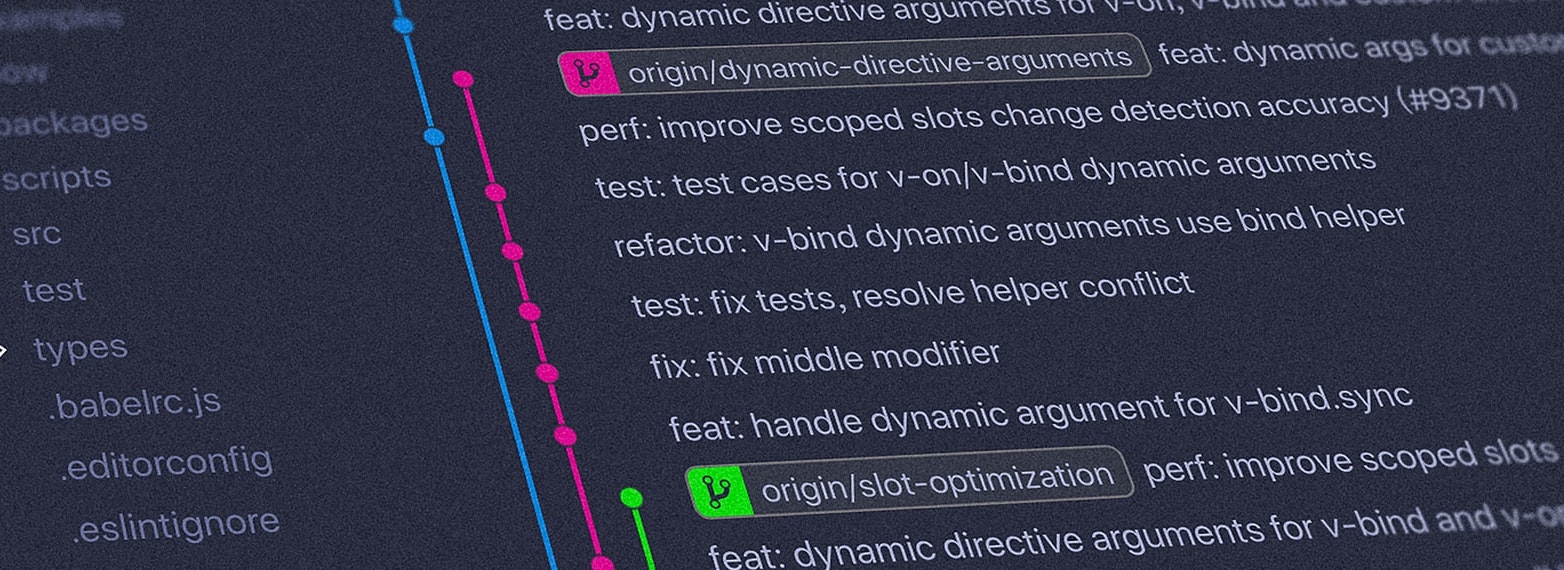 examples
packages
scripts
src
test
types
.babelrc.js
.editorconfig
.eslintignore
feat: dynamic directive arguments for v-on, v-bind and custom
origin/dynamic-directive-arguments feat: dynamic args for custo
perf: improve scoped slots change detection accuracy (#9371)
test: test cases for v-on/v-bind dynamic arguments
refactor: v-bind dynamic arguments use bind helper
test: fix tests, resolve helper conflict
fix: fix middle modifier
feat: handle dynamic argument for v-bind.sync
origin/slot-optimization perf: improve scoped slots
feat: dynamic directive arguments for v-bind and v-on